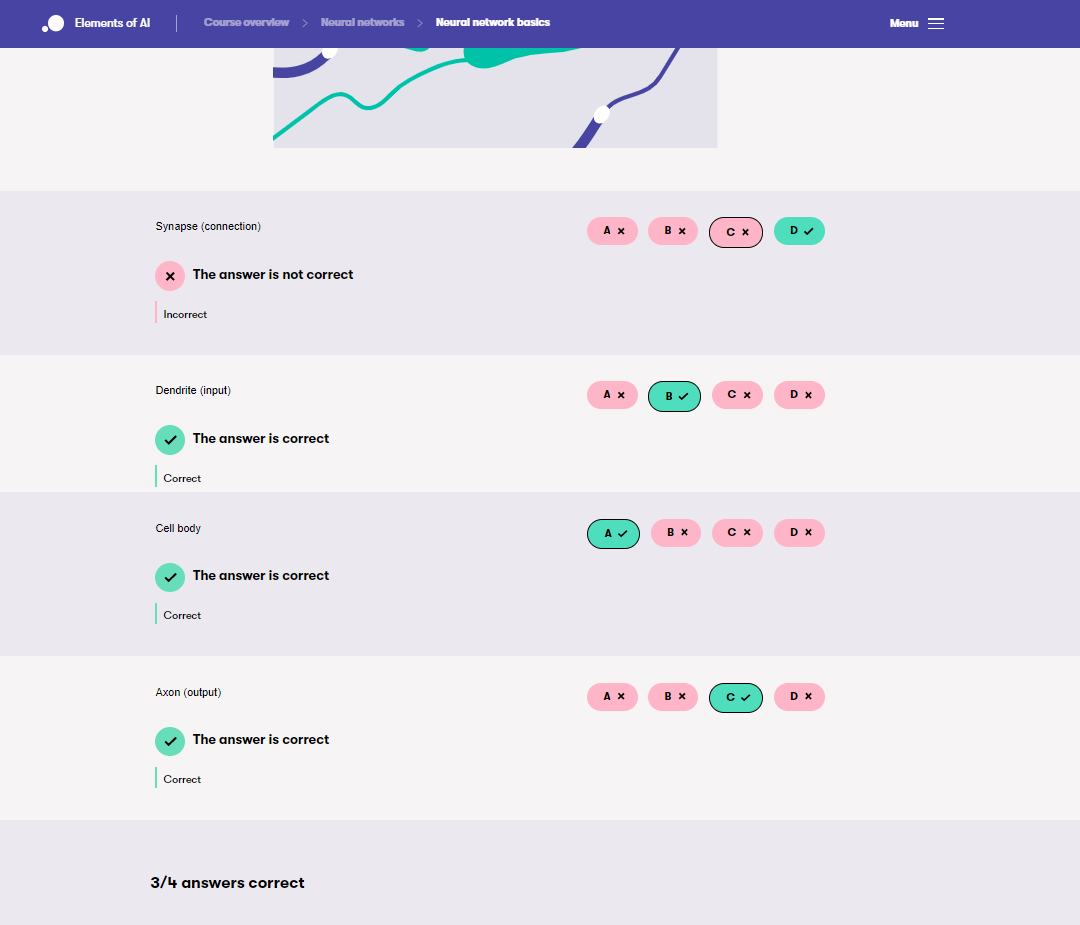 Elements of AI Course overview Neural networks Neural network basics Menu
Synapse (connection) A B C D
The answer is not correct
Incorrect
Dendrite (input) A B C D
The answer is correct
Correct
Cell body A B C D
The answer is correct
Correct
Axon (output) A B C D
The answer is correct
Correct
3/4 answers correct